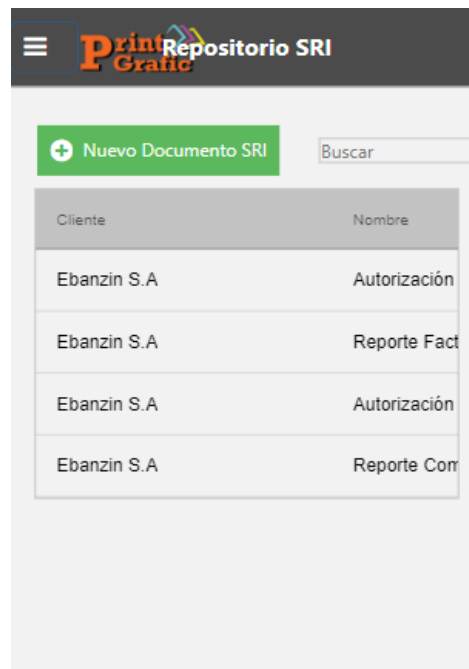 Print
Grafic
Repositorio SRI
Nuevo Documento SRI
Buscar
Cliente Nombre
Ebanzin S.A Autorización
Ebanzin S.A Reporte Fact
Ebanzin S.A Autorización
Ebanzin S.A Reporte Com